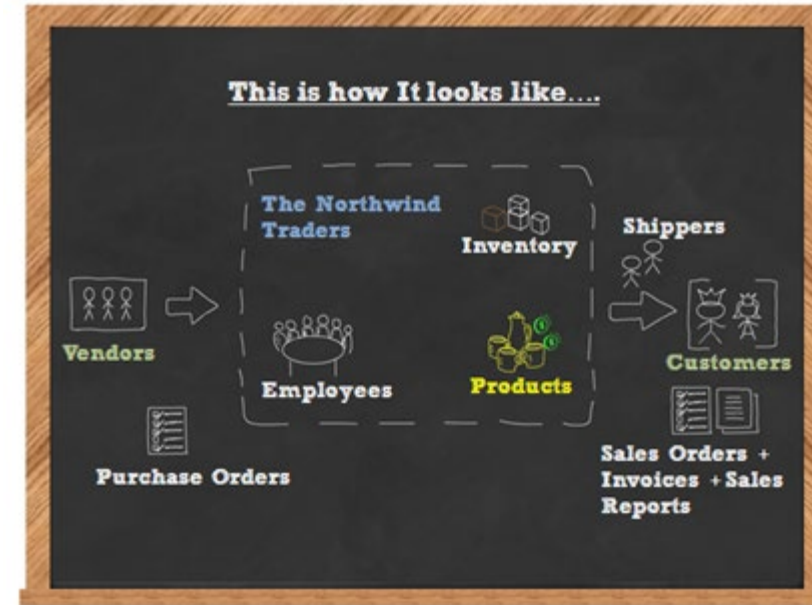 This is how It looks like....
The Northwind
Traders
Inventory
Shippers
Vendors
Employees
Products
Customers
Purchase Orders
Sales Orders +
Invoices +Sales
Reports